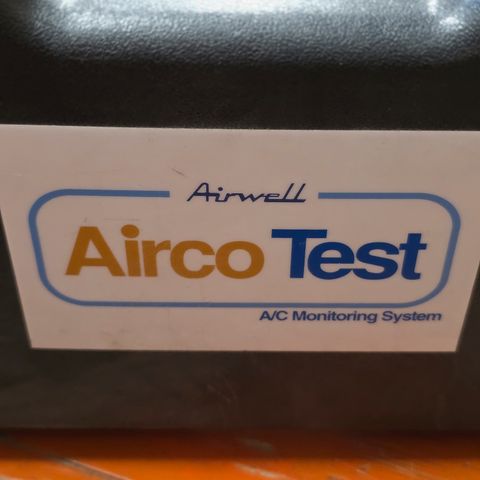 Airwell
Airco Test
A/C Monitoring System